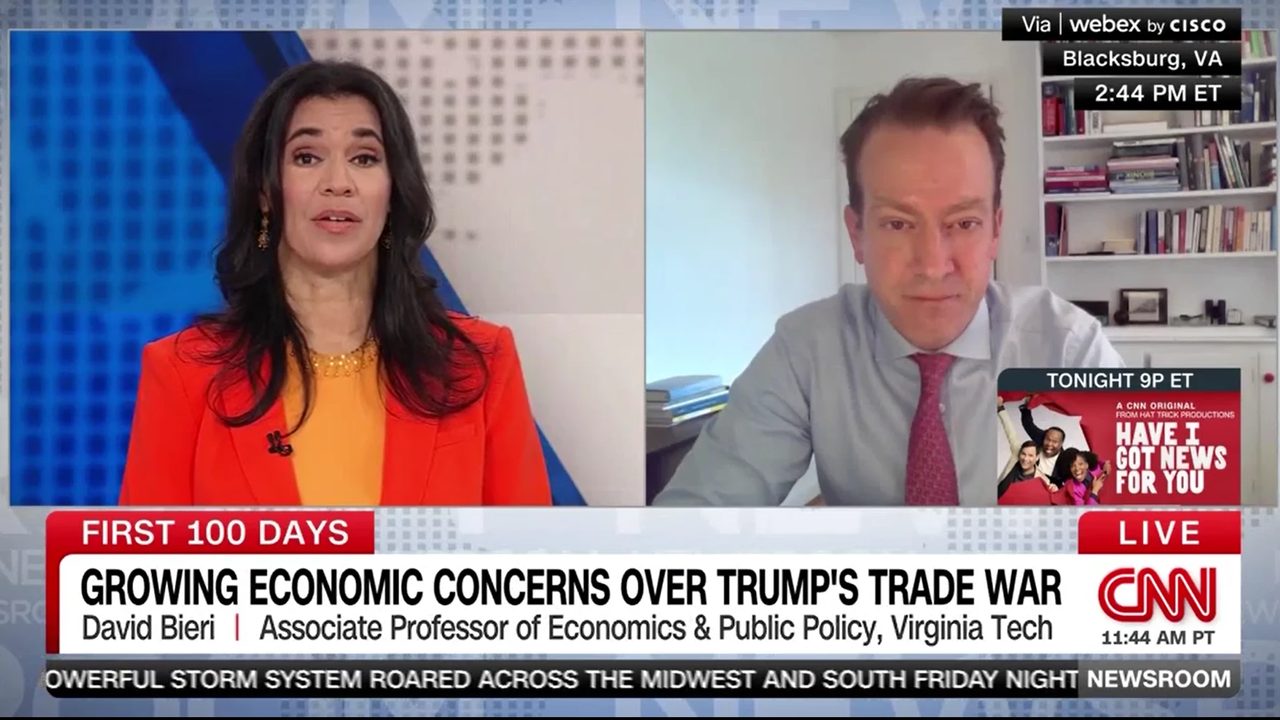 Via | webex by CISCO
Blacksburg, VA
2:44 PM ET
TONIGHT 9P ET
A CNN ORIGINAL
FROM HAT TRICK PRODUCTIONS
HAVE I
GOT NEWS
FOR YOU
FIRST 100 DAYS
LIVE
GROWING ECONOMIC CONCERNS OVER TRUMP'S TRADE WAR
David Bieri | Associate Professor of Economics & Public Policy, Virginia Tech
CNN
11:44 AM PT
OWERFUL STORM SYSTEM ROARED ACROSS THE MIDWEST AND SOUTH FRIDAY NIGHT
NEWSROOM